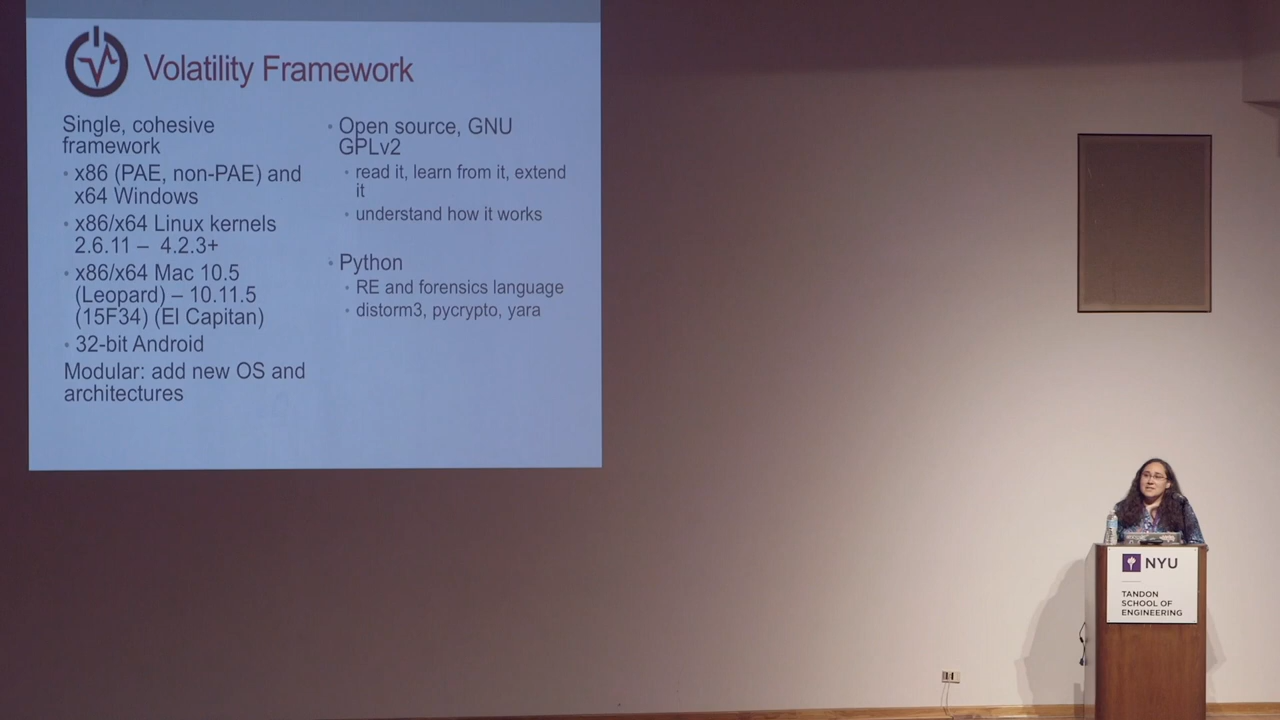 Volatility Framework
Single, cohesive
framework
• x86 (PAE, non-PAE) and
x64 Windows
• x86/x64 Linux kernels
2.6.11 – 4.2.3+
• x86/x64 Mac 10.5
(Leopard) – 10.11.5
(15F34) (El Capitan)
• 32-bit Android
Modular: add new OS and
architectures
• Open source, GNU
GPLv2
• read it, learn from it, extend
it
• understand how it works
• Python
• RE and forensics language
• distorm3, pycrypto, yara
NYU
TANDON
SCHOOL OF
ENGINEERING